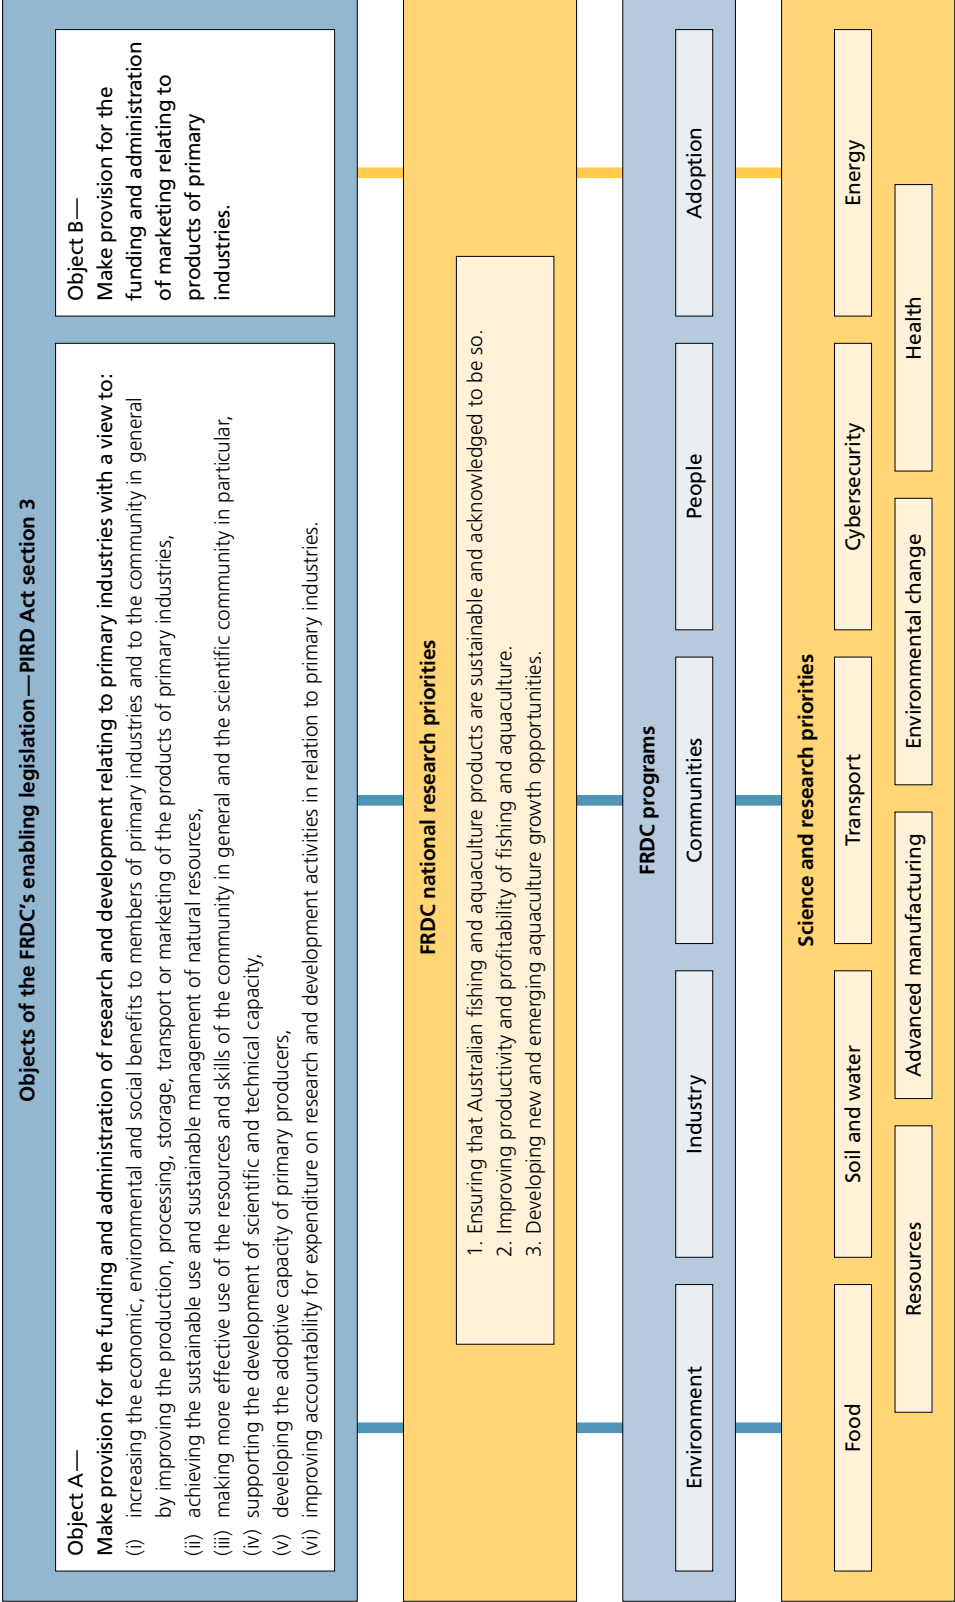 Objects of the FRDC's enabling legislation—PIRD Act section 3
Object A—
Make provision for the funding and administration of research and development relating to primary industries with a view to:
(i) increasing the economic, environmental and social benefits to members of primary industries and to the community in general
by improving the production, processing, storage, transport or marketing of the products of primary industries,
(ii) achieving the sustainable use and sustainable management of natural resources,
(iii) making more effective use of the resources and skills of the community in general and the scientific community in particular,
(iv) supporting the development of scientific and technical capacity,
(v) developing the adoptive capacity of primary producers,
(vi) improving accountability for expenditure on research and development activities in relation to primary industries.
Object B—
Make provision for the
funding and administration
of marketing relating to
products of primary
industries.
FRDC national research priorities
1. Ensuring that Australian fishing and aquaculture products are sustainable and acknowledged to be so.
2. Improving productivity and profitability of fishing and aquaculture.
3. Developing new and emerging aquaculture growth opportunities.
FRDC programs
Environment
Industry
Communities
People
Adoption
Science and research priorities
Food
Soil and water
Transport
Cybersecurity
Energy
Resources
Advanced manufacturing
Environmental change
Health